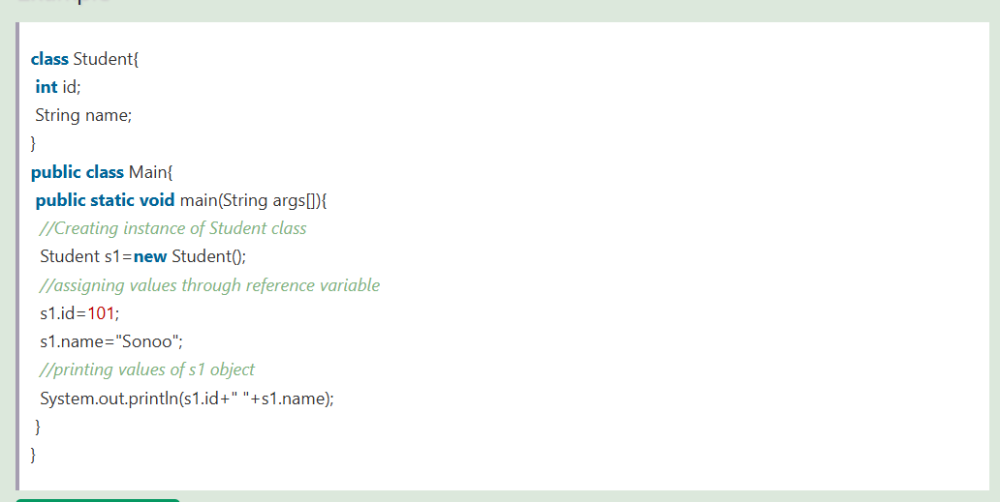 class Student{
int id;
String name;
}
public class Main{
public static void main(String args[]){
//Creating instance of Student class
Student s1=new Student();
//assigning values through reference variable
s1.id=101;
s1.name="Sonoo";
//printing values of s1 object
System.out.println(s1.id+" "+s1.name);
}
}